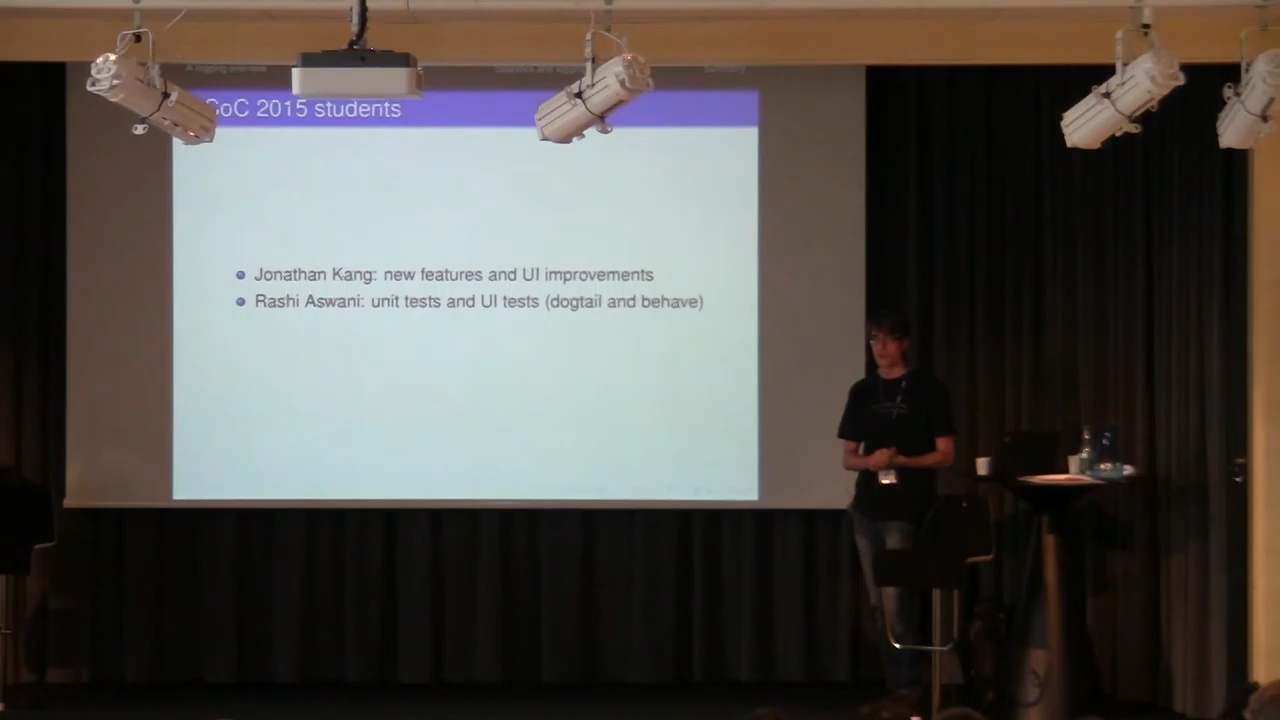 CoC 2015 students
Jonathan Kang: new features and UI improvements
Rashi Aswani: unit tests and UI tests (dogtail and behave)